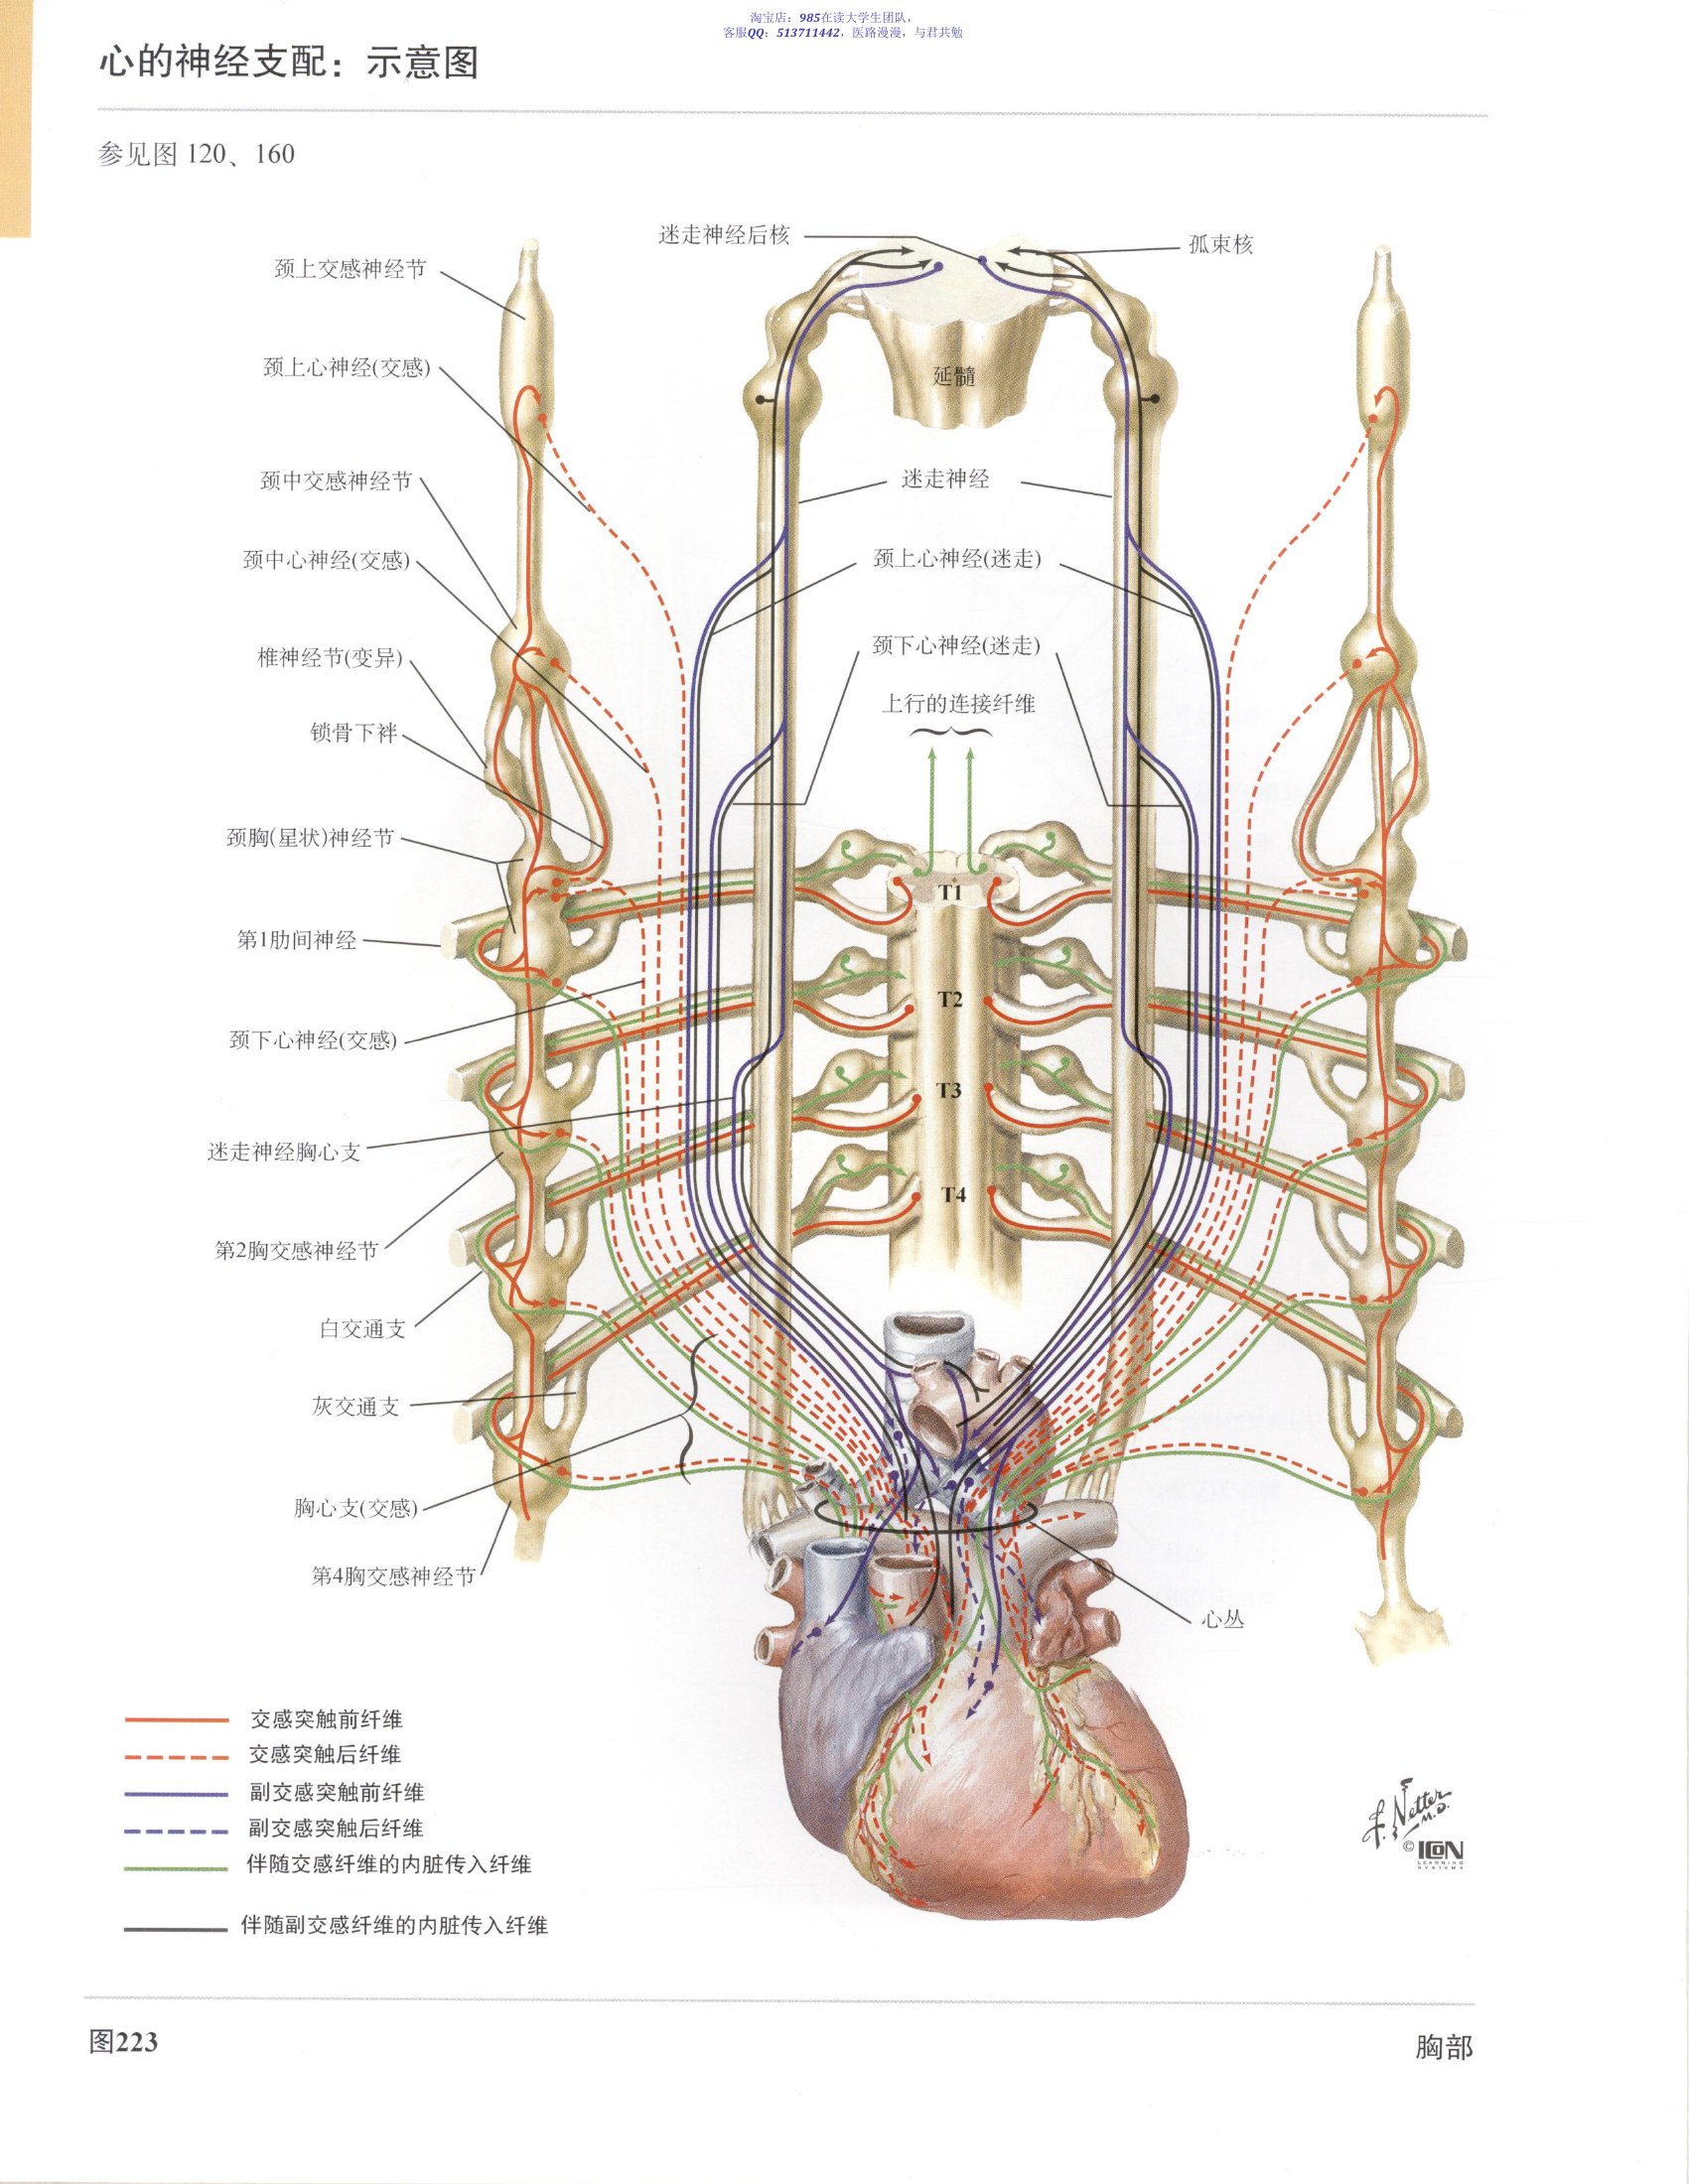 淘宝店：985在读大学生团队，
客服QQ：513711442，医路漫漫，与君共勉
心的神经支配：示意图
参见图 120、160
迷走神经后核
孤束核
颈上交感神经节
颈上心神经(交感)
延髓
颈中交感神经节
迷走神经
颈中心神经(交感)
颈上心神经(迷走)
颈下心神经(迷走)
椎神经节(变异)
上行的连接纤维
锁骨下袢
颈胸(星状)神经节
T1
第1肋间神经
T2
颈下心神经(交感)
T3
迷走神经胸心支
T4
第2胸交感神经节
白交通支
灰交通支
胸心支(交感)
第4胸交感神经节
心丛
交感突触前纤维
交感突触后纤维
副交感突触前纤维
副交感突触后纤维
伴随交感纤维的内脏传入纤维
伴随副交感纤维的内脏传入纤维
F. Netter
M.D.
© ICON
LEARNING
SYSTEMS
图223
胸部